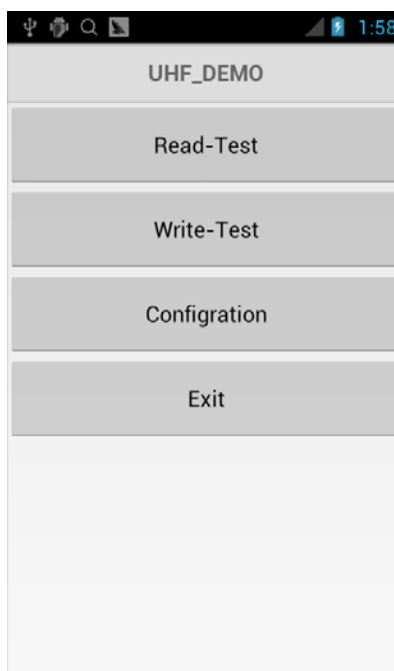 1:58
UHF_DEMO
Read-Test
Write-Test
Configration
Exit